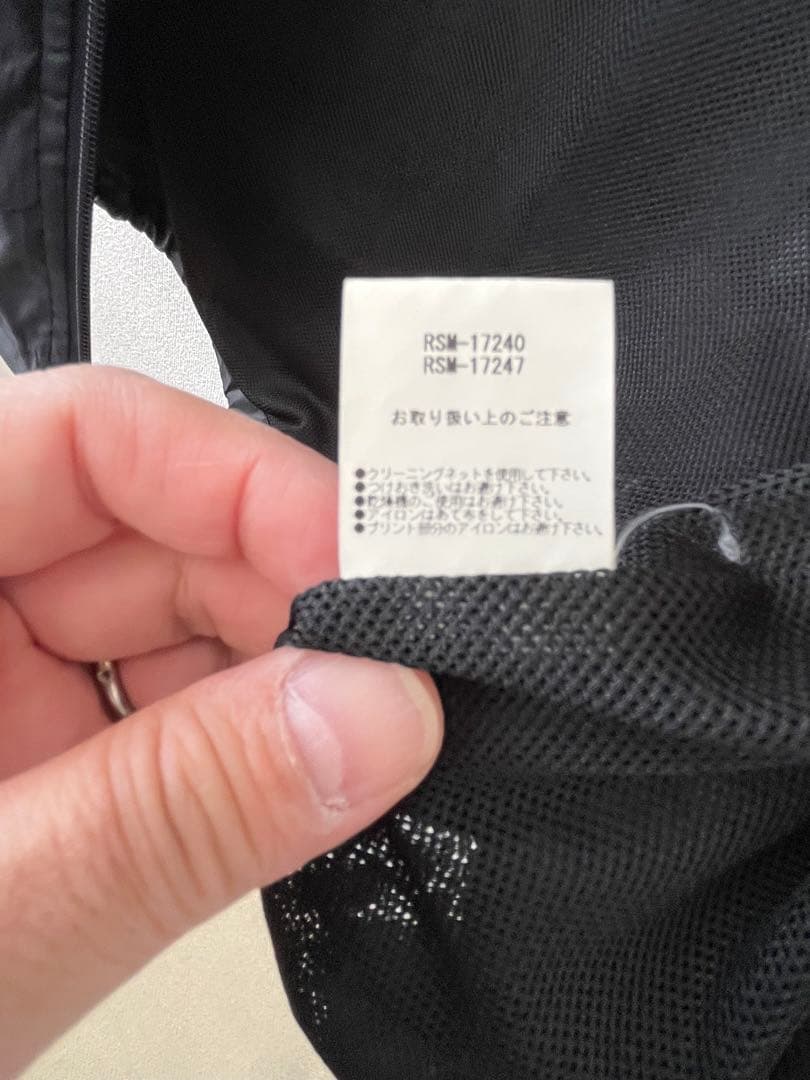 RSM-17240
RSM-17247
お取り扱い上のご注意
●クリーニングネットを使用して下さい。
●つけおき洗いはお避け下さい。
●乾燥機の、ご使用はお避け下さい。
●アイロンはあて布をして下さい。
●プリント部分のアイロンはお避け下さい。